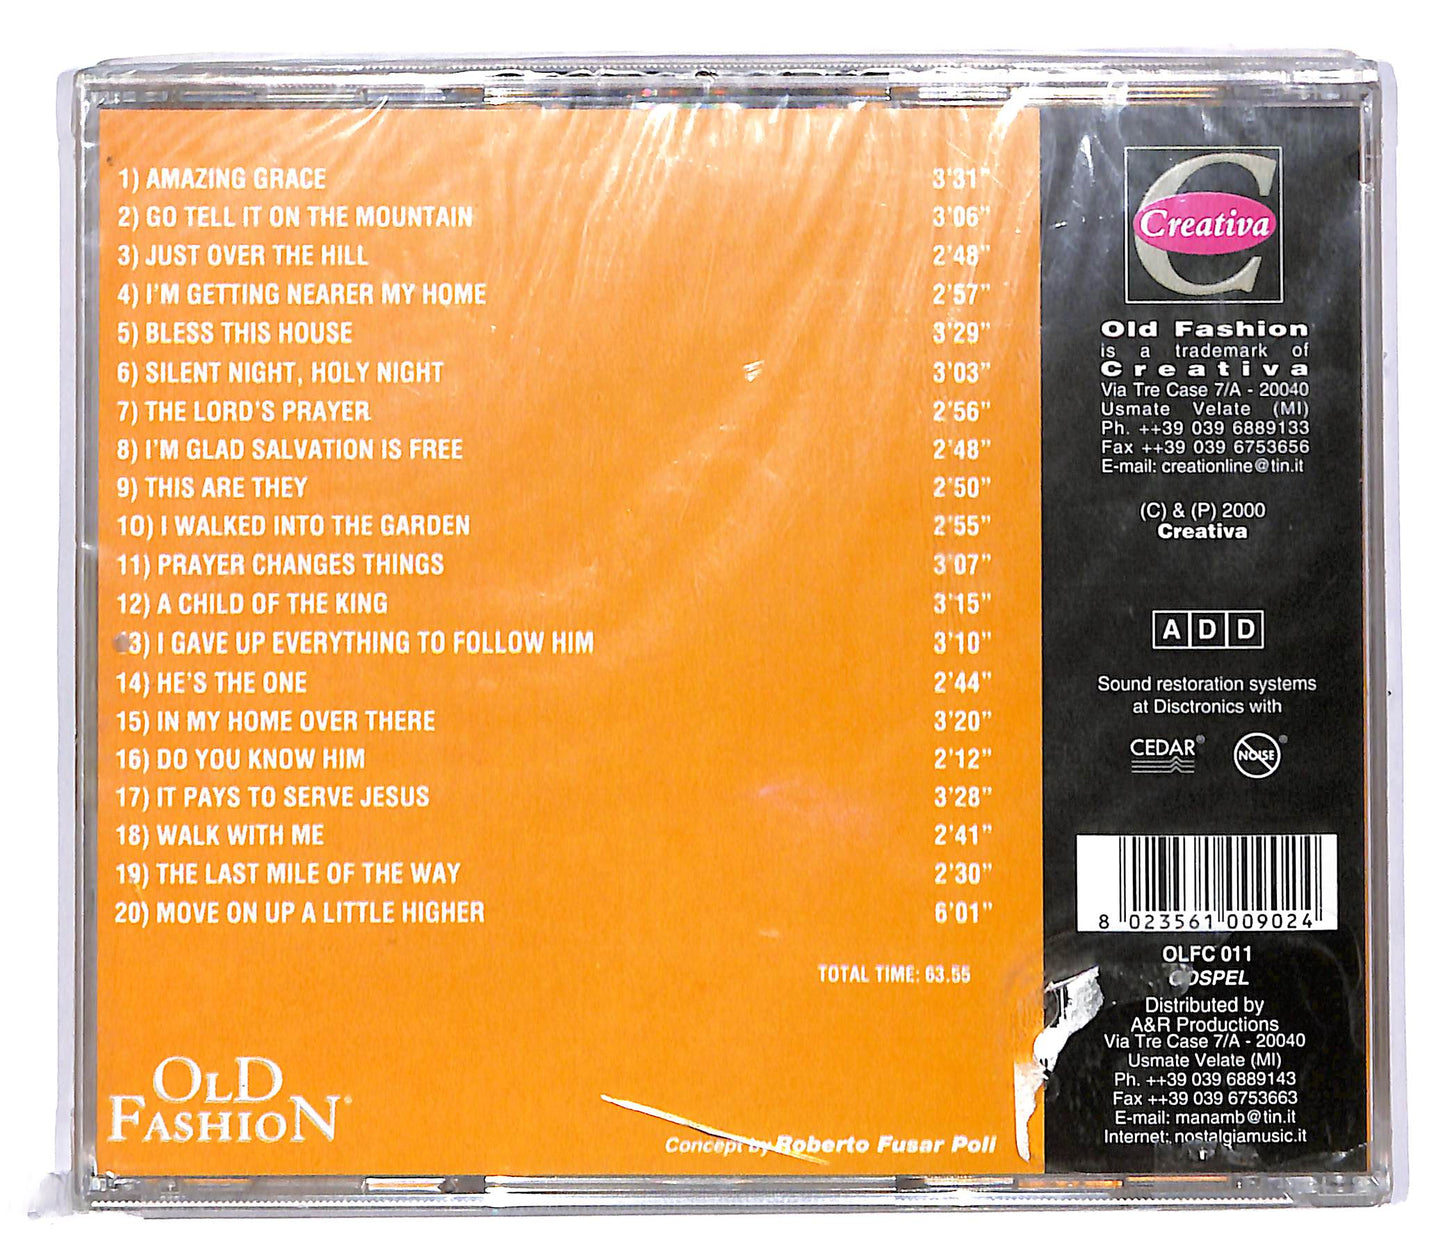 1) AMAZING GRACE 3'31"
2) GO TELL IT ON THE MOUNTAIN 3'06"
3) JUST OVER THE HILL 2'48"
4) I'M GETTING NEARER MY HOME 2'57"
5) BLESS THIS HOUSE 3'29"
6) SILENT NIGHT, HOLY NIGHT 3'03"
7) THE LORD'S PRAYER 2'56"
8) I'M GLAD SALVATION IS FREE 2'48"
9) THIS ARE THEY 2'50"
10) I WALKED INTO THE GARDEN 2'55"
11) PRAYER CHANGES THINGS 3'07"
12) A CHILD OF THE KING 3'15"
13) I GAVE UP EVERYTHING TO FOLLOW HIM 3'10"
14) HE'S THE ONE 2'44"
15) IN MY HOME OVER THERE 3'20"
16) DO YOU KNOW HIM 2'12"
17) IT PAYS TO SERVE JESUS 3'28"
18) WALK WITH ME 2'41"
19) THE LAST MILE OF THE WAY 2'30"
20) MOVE ON UP A LITTLE HIGHER 6'01"
TOTAL TIME: 63.55
OLD
FASHION®
Concept by Roberto Fusar Poli
C
Creativa
Old Fashion
is a trademark of
Creativa
Via Tre Case 7/A - 20040
Usmate Velate (MI)
Ph. ++39 039 6889133
Fax ++39 039 6753656
E-mail: creationline@tin.it
(C) & (P) 2000
Creativa
A D D
Sound restoration systems
at Disctronics with
CEDAR® NOISE®
8 023561 009024
OLFC 011
GOSPEL
Distributed by
A&R Productions
Via Tre Case 7/A - 20040
Usmate Velate (MI)
Ph. ++39 039 6889143
Fax ++39 039 6753663
E-mail: manamb@tin.it
Internet: nostalgiamusic.it